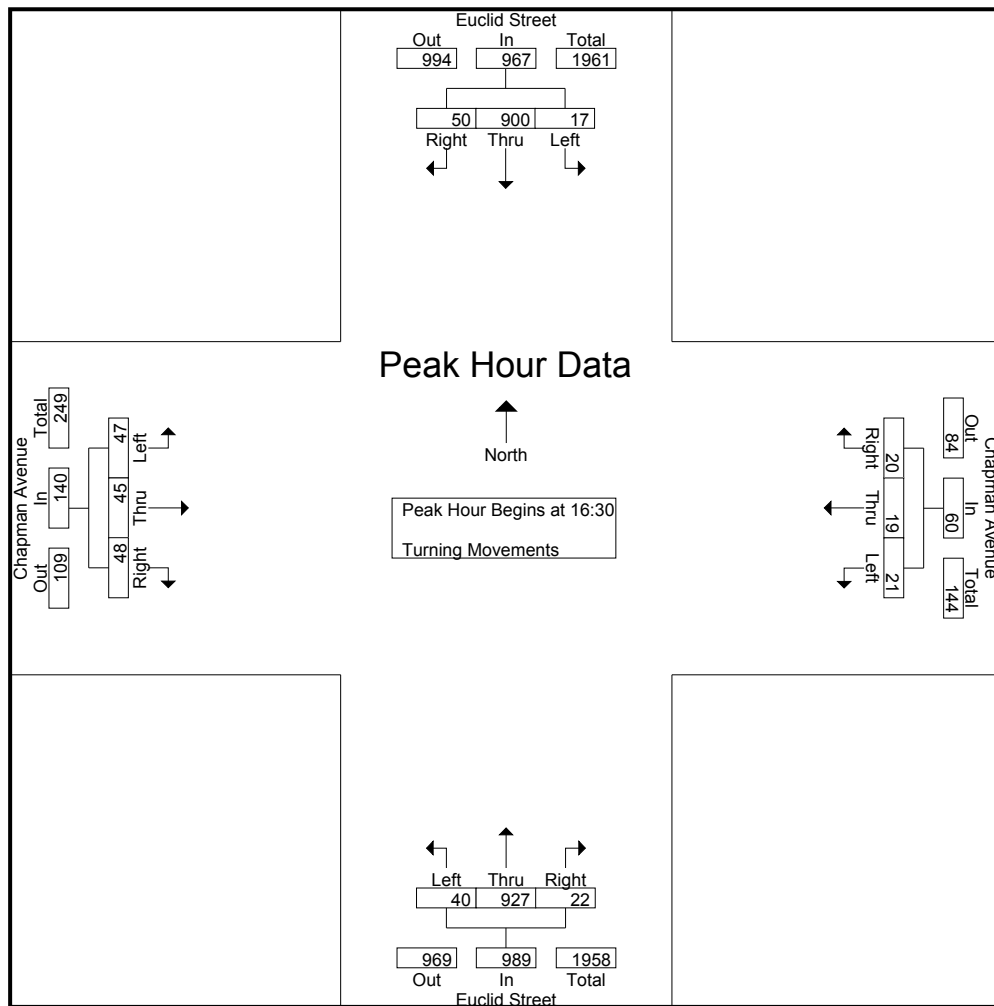 Euclid Street
Out In Total
994 967 1961
50 900 17
Right Thru Left
Peak Hour Data
North
Peak Hour Begins at 16:30
Turning Movements
Chapman Avenue
Total In Out
249 140 109
47 45 48
Left Thru Right
Chapman Avenue
Out In Total
84 60 144
20 19 21
Right Thru Left
Left Thru Right
40 927 22
969 989 1958
Out In Total
Euclid Street